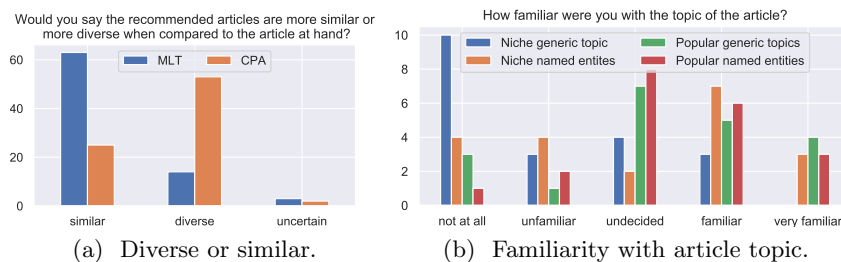 Would you say the recommended articles are more similar or
more diverse when compared to the article at hand?
MLT CPA
60
40
20
0
similar diverse uncertain
(a) Diverse or similar.
How familiar were you with the topic of the article?
Niche generic topic Popular generic topics
Niche named entites Popular named entities
10
8
6
4
2
0
not at all unfamiliar undecided familiar very familiar
(b) Familiarity with article topic.